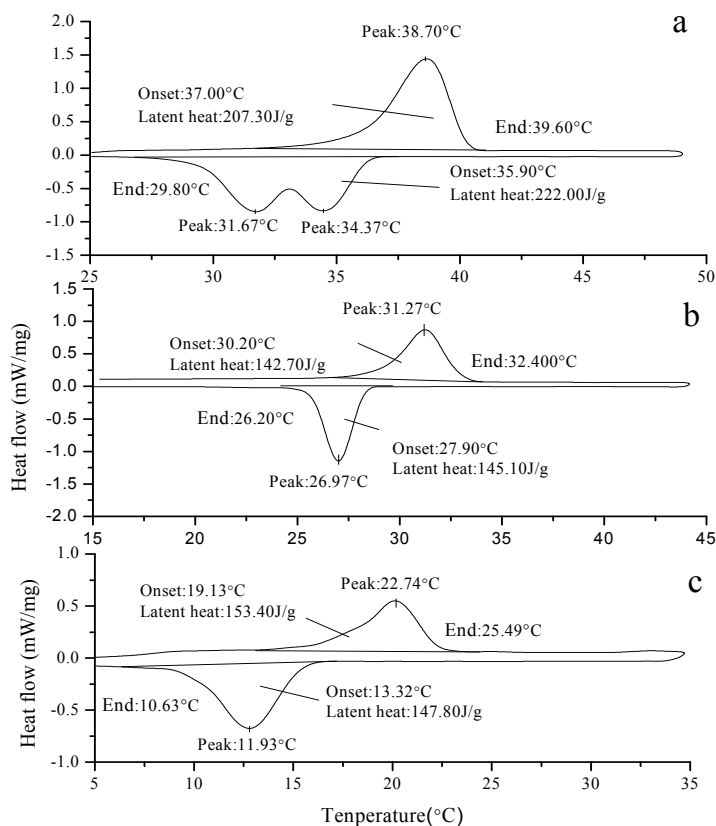 a
2.0
Peak:38.70°C
1.5
Onset:37.00°C
1.0
Latent heat:207.30J/g
0.5
End:39.60°C
0.0
Onset:35.90°C
End:29.80°C
-0.5
Latent heat:222.00J/g
-1.0
Peak:31.67°C
Peak:34.37°C
-1.5
25 30 35 40 45 50
1.5
Peak:31.27°C
b
1.0
Onset:30.20°C
Latent heat:142.70J/g
End:32.400°C
0.5
0.0
End:26.20°C
-0.5
Onset:27.90°C
-1.0
Latent heat:145.10J/g
Peak:26.97°C
-1.5
-2.0
Heat flow (mW/mg)
15 20 25 30 35 40 45
1.0
c
Onset:19.13°C
Peak:22.74°C
Latent heat:153.40J/g
0.5
End:25.49°C
0.0
Onset:13.32°C
End:10.63°C
Latent heat:147.80J/g
-0.5
Peak:11.93°C
-1.0
Heat flow (mW/mg)
5 10 15 20 25 30 35
Tenperature(°C)